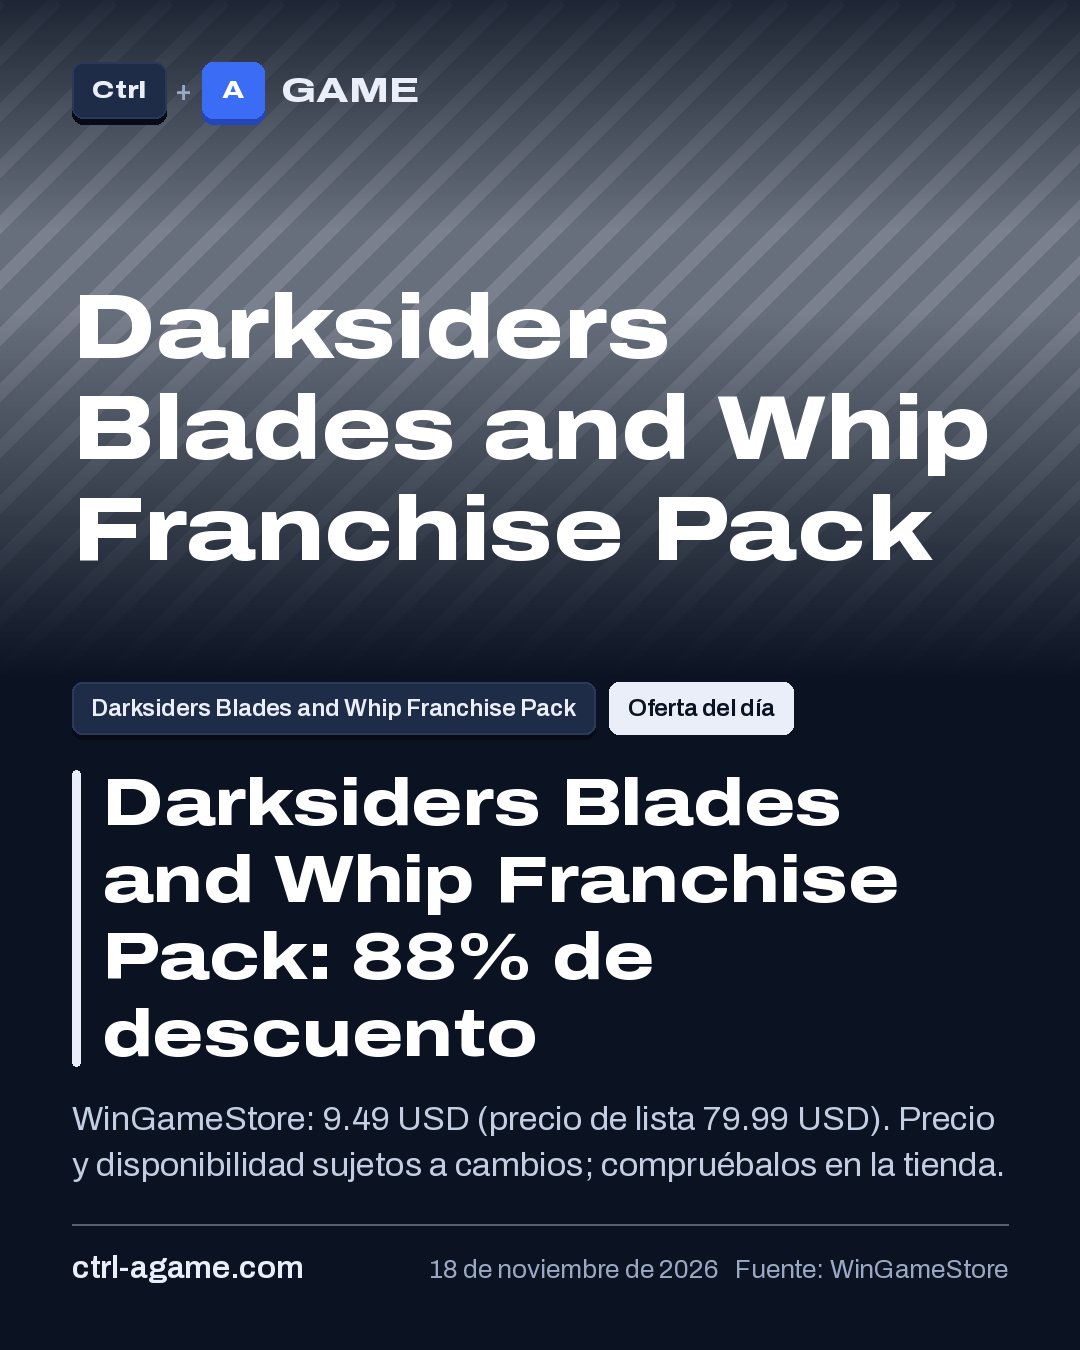 Ctrl + A GAME
Darksiders
Blades and Whip
Franchise Pack
Darksiders Blades and Whip Franchise Pack Oferta del día
Darksiders Blades
and Whip Franchise
Pack: 88% de
descuento
WinGameStore: 9.49 USD (precio de lista 79.99 USD). Precio
y disponibilidad sujetos a cambios; compruébalos en la tienda.
ctrl-agame.com 18 de noviembre de 2026 Fuente: WinGameStore